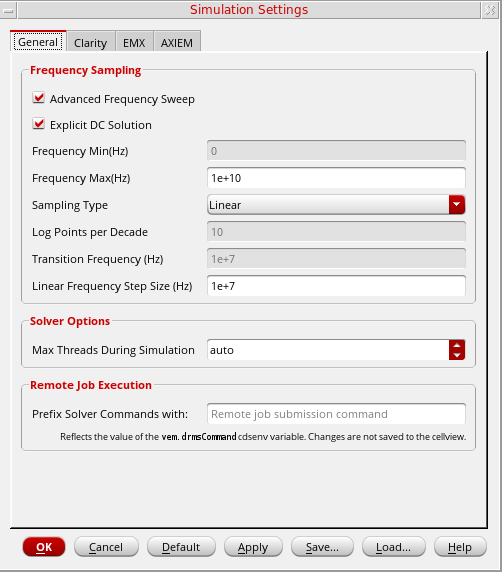 Simulation Settings
General Clarity EMX AXIEM
Frequency Sampling
Advanced Frequency Sweep
Explicit DC Solution
Frequency Min(Hz) 0
Frequency Max(Hz) 1e+10
Sampling Type Linear
Log Points per Decade 10
Transition Frequency (Hz) 1e+7
Linear Frequency Step Size (Hz) 1e+7
Solver Options
Max Threads During Simulation auto
Remote Job Execution
Prefix Solver Commands with: Remote job submission command
Reflects the value of the vem.drmsCommand cdsenv variable. Changes are not saved to the cellview.
OK Cancel Default Apply Save... Load... Help